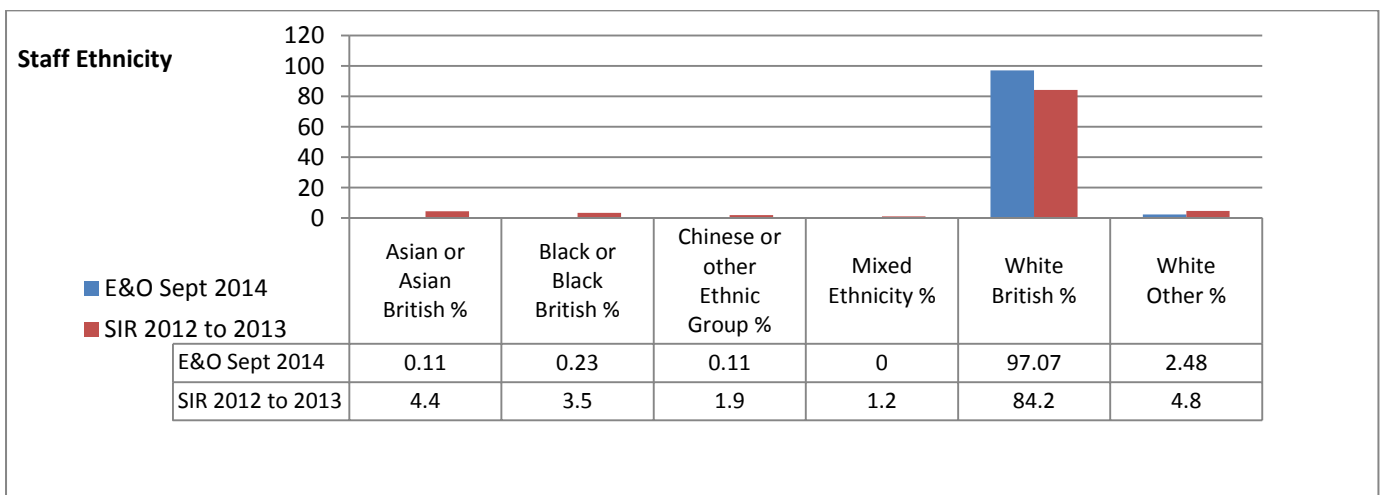 Staff Ethnicity
120
100
80
60
40
20
0
Asian or
Asian
British %
Black or
Black
British %
Chinese or
other
Ethnic
Group %
Mixed
Ethnicity %
White
British %
White
Other %
E&O Sept 2014
SIR 2012 to 2013
E&O Sept 2014 0.11 0.23 0.11 0 97.07 2.48
SIR 2012 to 2013 4.4 3.5 1.9 1.2 84.2 4.8